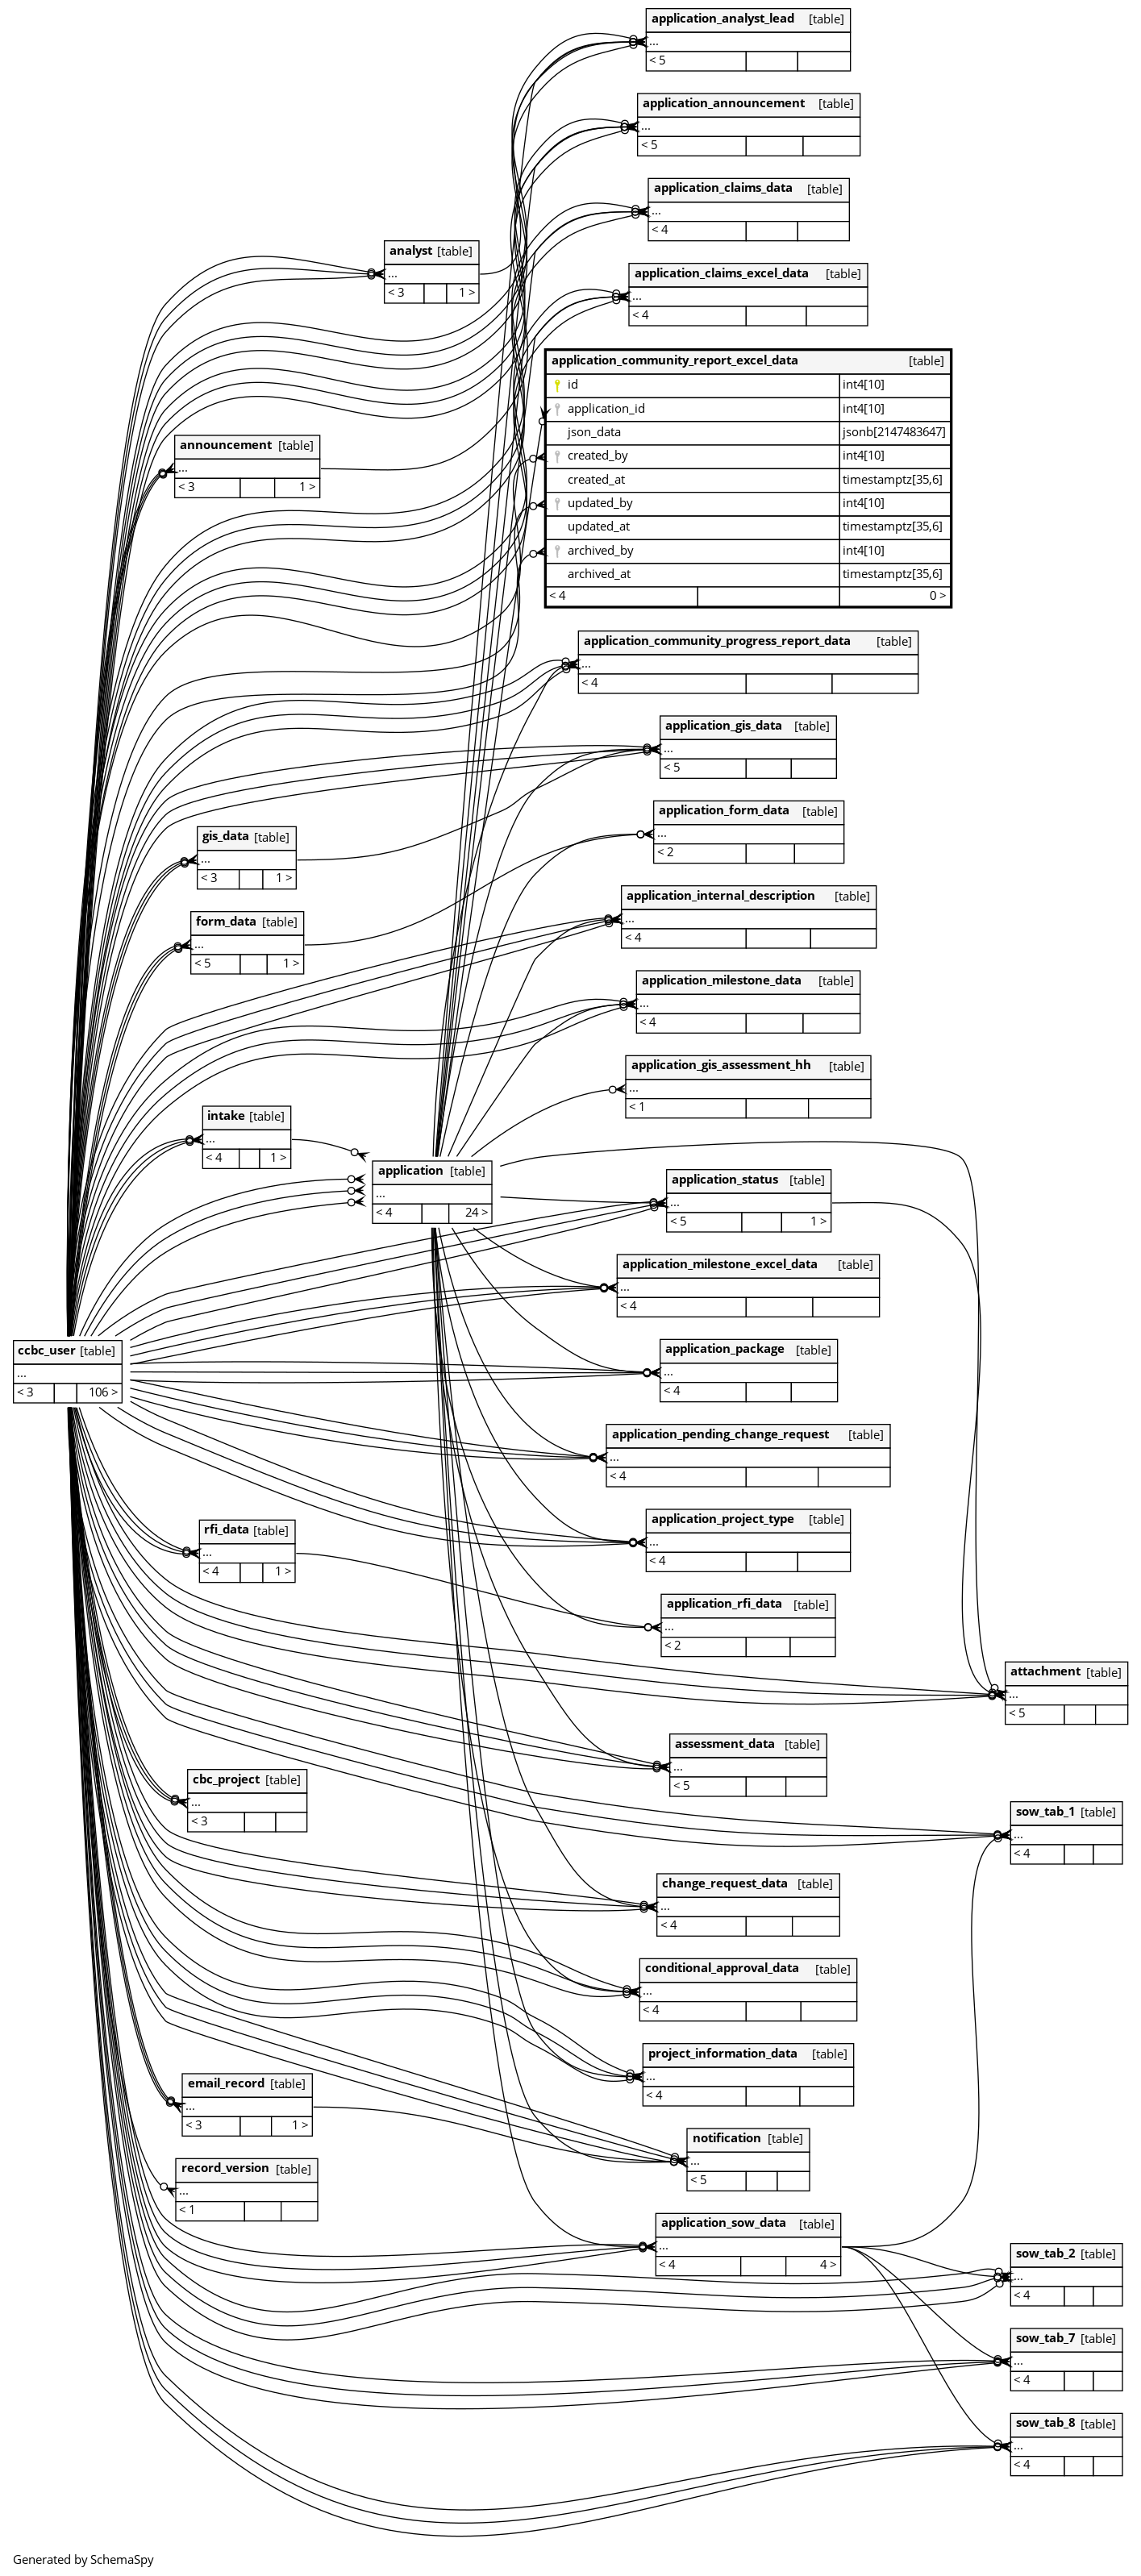 application_analyst_lead [table]
...
< 5
application_announcement [table]
...
< 5
application_claims_data [table]
...
< 4
analyst [table]
...
< 3 1 >
application_claims_excel_data [table]
...
< 4
application_community_report_excel_data [table]
id int4[10]
application_id int4[10]
json_data jsonb[2147483647]
created_by int4[10]
created_at timestamptz[35,6]
updated_by int4[10]
updated_at timestamptz[35,6]
archived_by int4[10]
archived_at timestamptz[35,6]
< 4 0 >
announcement [table]
...
< 3 1 >
application_community_progress_report_data [table]
...
< 4
application_gis_data [table]
...
< 5
application_form_data [table]
...
< 2
gis_data [table]
...
< 3 1 >
application_internal_description [table]
...
< 4
form_data [table]
...
< 5 1 >
application_milestone_data [table]
...
< 4
application_gis_assessment_hh [table]
...
< 1
intake [table]
...
< 4 1 >
application [table]
...
< 4 24 >
application_status [table]
...
< 5 1 >
application_milestone_excel_data [table]
...
< 4
ccbc_user [table]
...
< 3 106 >
application_package [table]
...
< 4
application_pending_change_request [table]
...
< 4
application_project_type [table]
...
< 4
rfi_data [table]
...
< 4 1 >
application_rfi_data [table]
...
< 2
attachment [table]
...
< 5
assessment_data [table]
...
< 5
cbc_project [table]
...
< 3
sow_tab_1 [table]
...
< 4
change_request_data [table]
...
< 4
conditional_approval_data [table]
...
< 4
project_information_data [table]
...
< 4
email_record [table]
...
< 3 1 >
notification [table]
...
< 5
record_version [table]
...
< 1
application_sow_data [table]
...
< 4 4 >
sow_tab_2 [table]
...
< 4
sow_tab_7 [table]
...
< 4
sow_tab_8 [table]
...
< 4
Generated by SchemaSpy